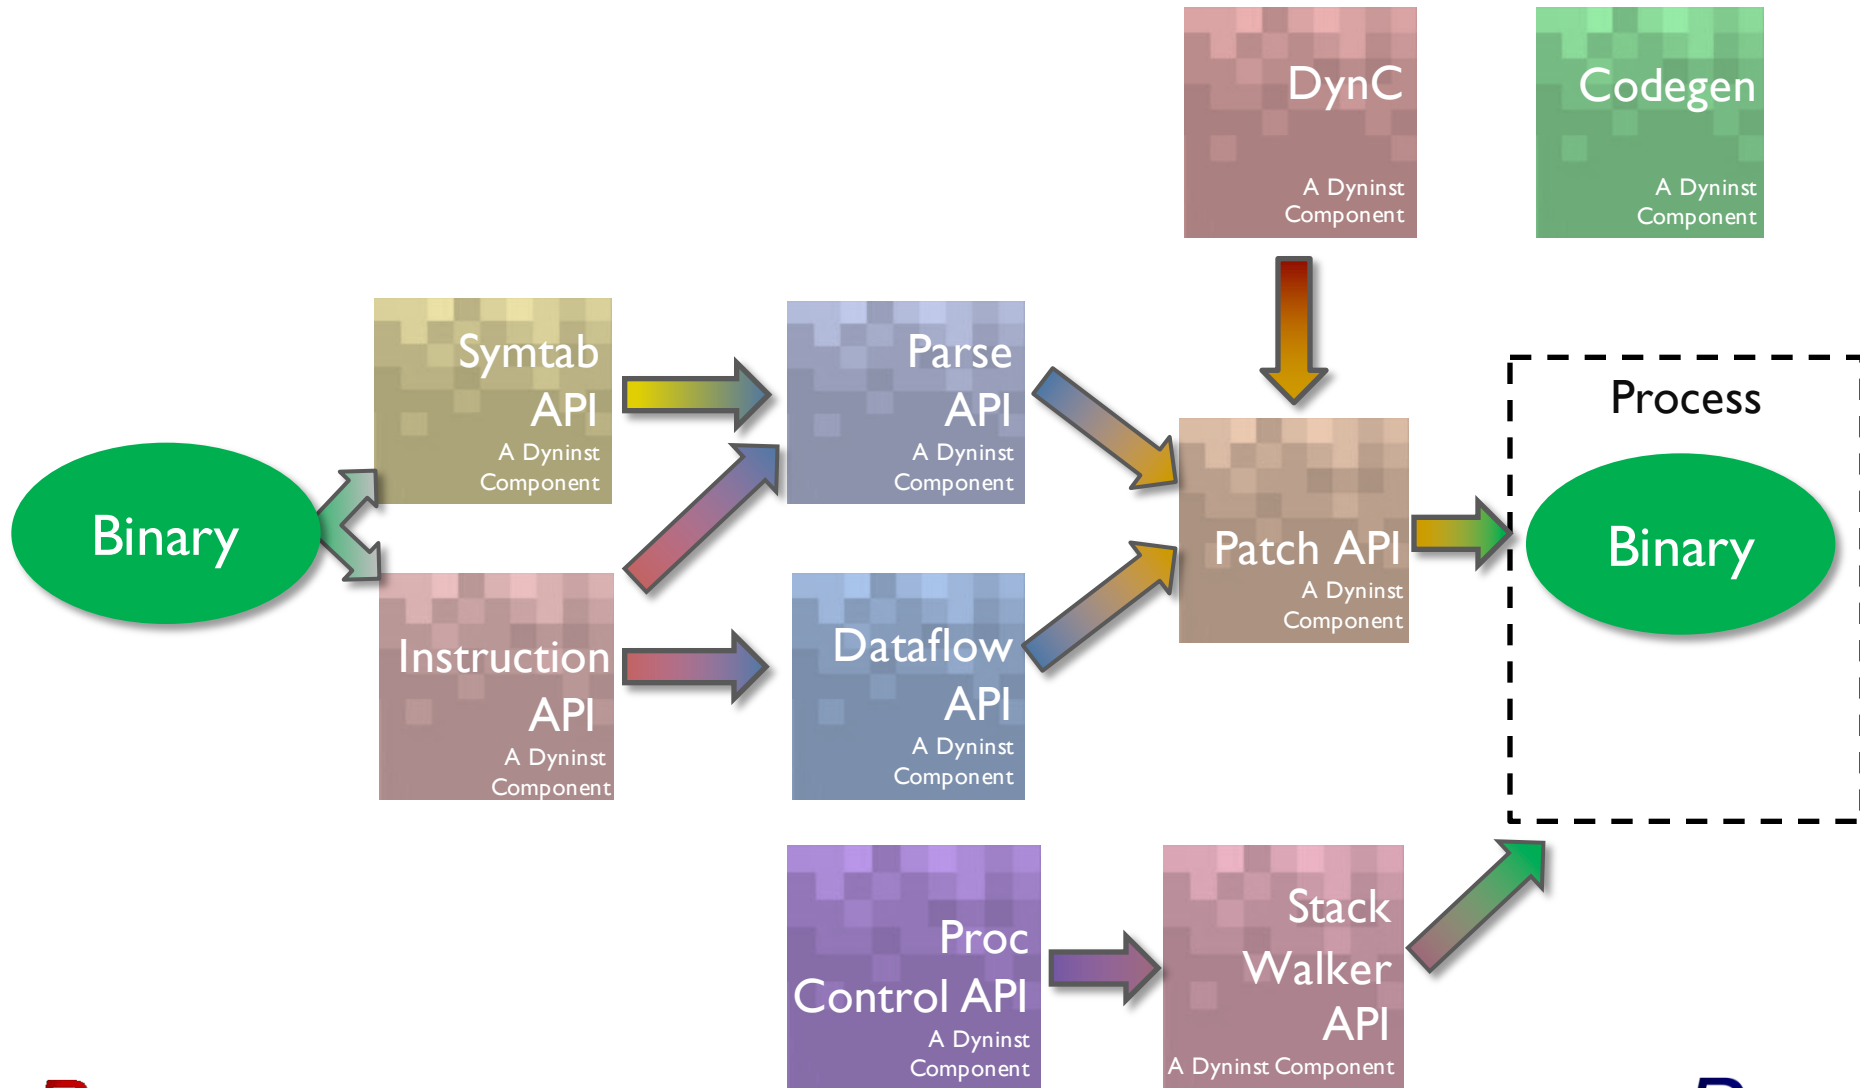 DynC
A Dyninst
Component
Codegen
A Dyninst
Component
Symtab
API
A Dyninst
Component
Parse
API
A Dyninst
Component
Process
Binary
Binary
Patch API
A Dyninst
Component
Instruction
API
A Dyninst
Component
Dataflow
API
A Dyninst
Component
Proc
Control API
A Dyninst
Component
Stack
Walker
API
A Dyninst Component